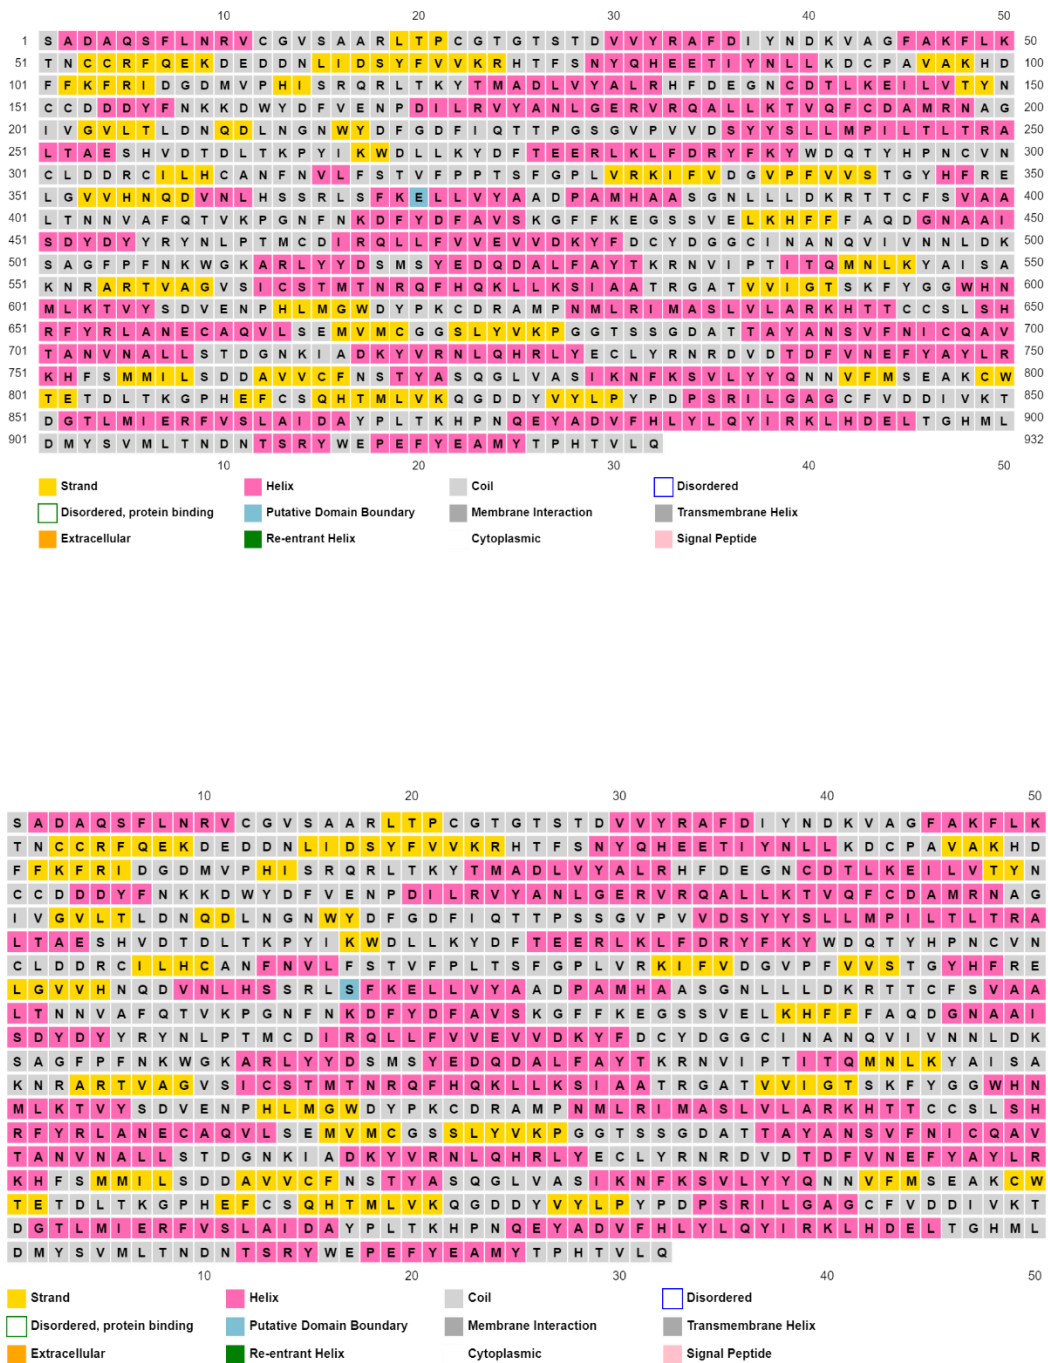 10 20 30 40 50
1 S A D A Q S F L N R V C G V S A A R L T P C G T G T S T D V V Y R A F D I Y N D K V A G F A K F L K 50
51 T N C C R F Q E K D E D D N L I D S Y F V V K R H T F S N Y Q H E E T I Y N L L K D C P A V A K H D 100
101 F F K F R I D G D M V P H I S R Q R L T K Y T M A D L V Y A L R H F D E G N C D T L K E I L V T Y N 150
151 C C D D D Y F N K K D W Y D F V E N P D I L R V Y A N L G E R V R Q A L L K T V Q F C D A M R N A G 200
201 I V G V L T L D N Q D L N G N W Y D F G D F I Q T T P G S G V P V V D S Y Y S L L M P I L T L T R A 250
251 L T A E S H V D T D L T K P Y I K W D L L K Y D F T E E R L K L F D R Y F K Y W D Q T Y H P N C V N 300
301 C L D D R C I L H C A N F N V L F S T V F P P T S F G P L V R K I F V D G V P F V V S T G Y H F R E 350
351 L G V V H N Q D V N L H S S R L S F K E L L V Y A A D P A M H A A S G N L L L D K R T T C F S V A A 400
401 L T N N V A F Q T V K P G N F N K D F Y D F A V S K G F F K E G S S V E L K H F F F A Q D G N A A I 450
451 S D Y D Y Y R Y N L P T M C D I R Q L L F V V E V V D K Y F D C Y D G G C I N A N Q V I V N N L D K 500
501 S A G F P F N K W G K A R L Y Y D S M S Y E D Q D A L F A Y T K R N V I P T I T Q M N L K Y A I S A 550
551 K N R A R T V A G V S I C S T M T N R Q F H Q K L L K S I A A T R G A T V V I G T S K F Y G G W H N 600
601 M L K T V Y S D V E N P H L M G W D Y P K C D R A M P N M L R I M A S L V L A R K H T T C C S L S H 650
651 R F Y R L A N E C A Q V L S E M V M C G G S L Y V K P G G T S S G D A T T A Y A N S V F N I C Q A V 700
701 T A N V N A L L S T D G N K I A D K Y V R N L Q H R L Y E C L Y R N R D V D T D F V N E F Y A Y L R 750
751 K H F S M M I L S D D A V V C F N S T Y A S Q G L V A S I K N F K S V L Y Y Q N N V F M S E A K C W 800
801 T E T D L T K G P H E F C S Q H T M L V K Q G D D Y V Y L P Y P D P S R I L G A G C F V D D I V K T 850
851 D G T L M I E R F V S L A I D A Y P L T K H P N Q E Y A D V F H L Y L Q Y I R K L H D E L T G H M L 900
901 D M Y S V M L T N D N T S R Y W E P E F Y E A M Y T P H T V L Q 932
10 20 30 40 50
Strand Helix Coil Disordered
Disordered, protein binding Putative Domain Boundary Membrane Interaction Transmembrane Helix
Extracellular Re-entrant Helix Cytoplasmic Signal Peptide
10 20 30 40 50
S A D A Q S F L N R V C G V S A A R L T P C G T G T S T D V V Y R A F D I Y N D K V A G F A K F L K
T N C C R F Q E K D E D D N L I D S Y F V V K R H T F S N Y Q H E E T I Y N L L K D C P A V A K H D
F F K F R I D G D M V P H I S R Q R L T K Y T M A D L V Y A L R H F D E G N C D T L K E I L V T Y N
C C D D D Y F N K K D W Y D F V E N P D I L R V Y A N L G E R V R Q A L L K T V Q F C D A M R N A G
I V G V L T L D N Q D L N G N W Y D F G D F I Q T T P S S G V P V V D S Y Y S L L M P I L T L T R A
L T A E S H V D T D L T K P Y I K W D L L K Y D F T E E R L K L F D R Y F K Y W D Q T Y H P N C V N
C L D D R C I L H C A N F N V L F S T V F P L T S F G P L V R K I F V D G V P F V V S T G Y H F R E
L G V V H N Q D V N L H S S R L S F K E L L V Y A A D P A M H A A S G N L L L D K R T T C F S V A A
L T N N V A F Q T V K P G N F N K D F Y D F A V S K G F F K E G S S V E L K H F F F A Q D G N A A I
S D Y D Y Y R Y N L P T M C D I R Q L L F V V E V V D K Y F D C Y D G G C I N A N Q V I V N N L D K
S A G F P F N K W G K A R L Y Y D S M S Y E D Q D A L F A Y T K R N V I P T I T Q M N L K Y A I S A
K N R A R T V A G V S I C S T M T N R Q F H Q K L L K S I A A T R G A T V V I G T S K F Y G G W H N
M L K T V Y S D V E N P H L M G W D Y P K C D R A M P N M L R I M A S L V L A R K H T T C C S L S H
R F Y R L A N E C A Q V L S E M V M C G S S L Y V K P G G T S S G D A T T A Y A N S V F N I C Q A V
T A N V N A L L S T D G N K I A D K Y V R N L Q H R L Y E C L Y R N R D V D T D F V N E F Y A Y L R
K H F S M M I L S D D A V V C F N S T Y A S Q G L V A S I K N F K S V L Y Y Q N N V F M S E A K C W
T E T D L T K G P H E F C S Q H T M L V K Q G D D Y V Y L P Y P D P S R I L G A G C F V D D I V K T
D G T L M I E R F V S L A I D A Y P L T K H P N Q E Y A D V F H L Y L Q Y I R K L H D E L T G H M L
D M Y S V M L T N D N T S R Y W E P E F Y E A M Y T P H T V L Q
10 20 30 40 50
Strand Helix Coil Disordered
Disordered, protein binding Putative Domain Boundary Membrane Interaction Transmembrane Helix
Extracellular Re-entrant Helix Cytoplasmic Signal Peptide